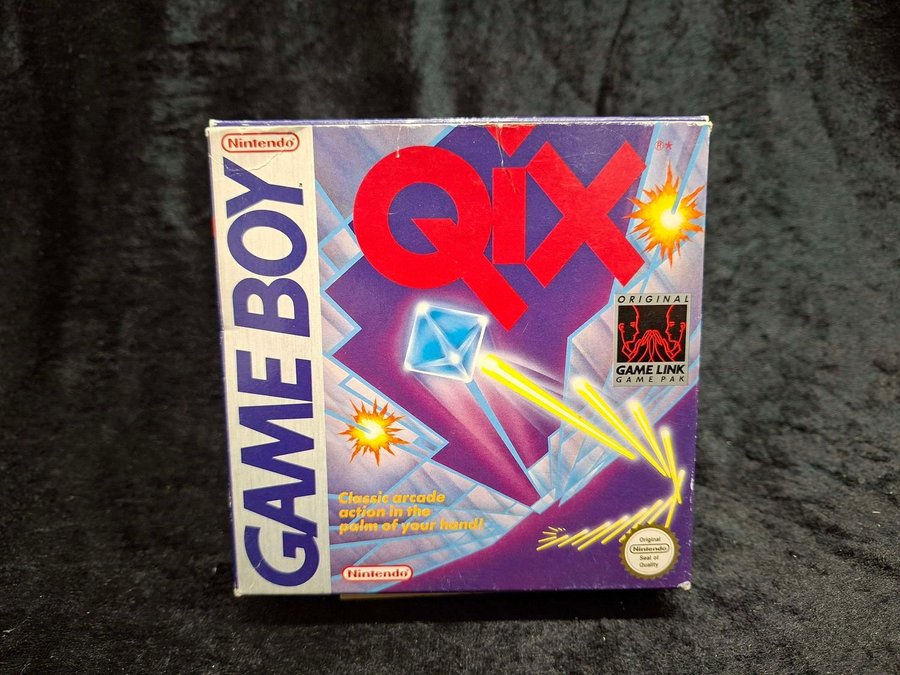 Nintendo®
GAME BOY™
Qix
®*
ORIGINAL
GAME LINK
GAME PAK
Classic arcade
action in the
palm of your hand!
Nintendo®
Original
Nintendo
Seal of
Quality